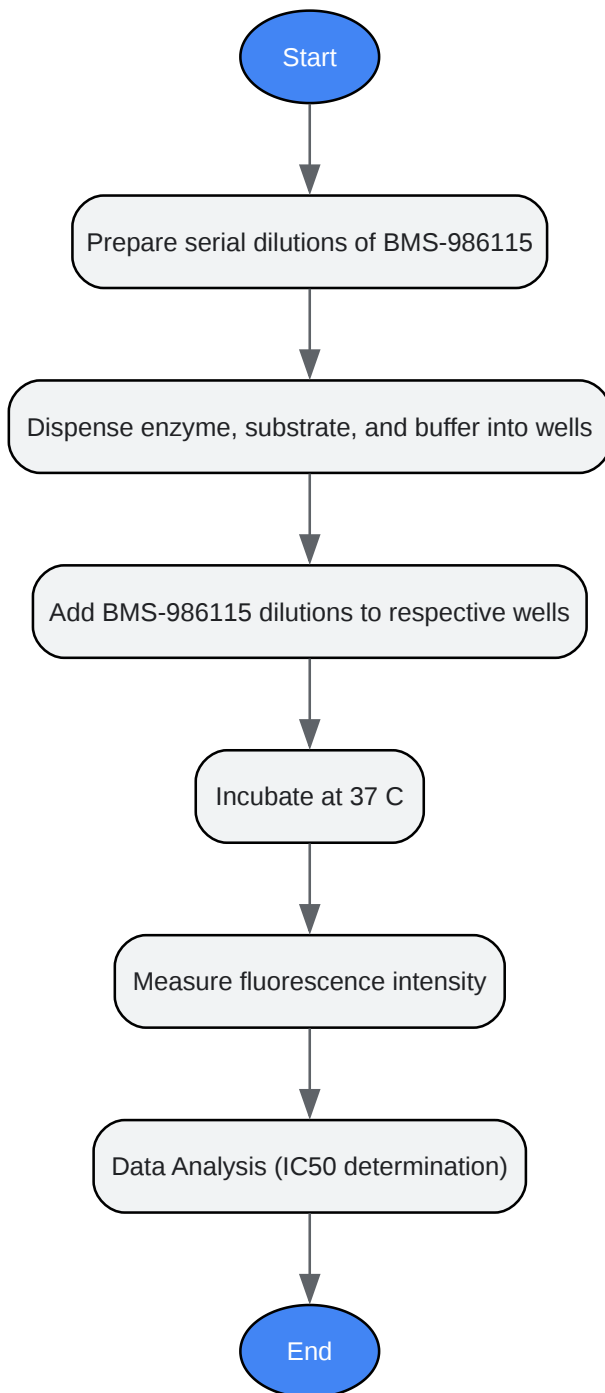 Start
Prepare serial dilutions of BMS-986115
Dispense enzyme, substrate, and buffer into wells
Add BMS-986115 dilutions to respective wells
Incubate at 37 C
Measure fluorescence intensity
Data Analysis (IC50 determination)
End